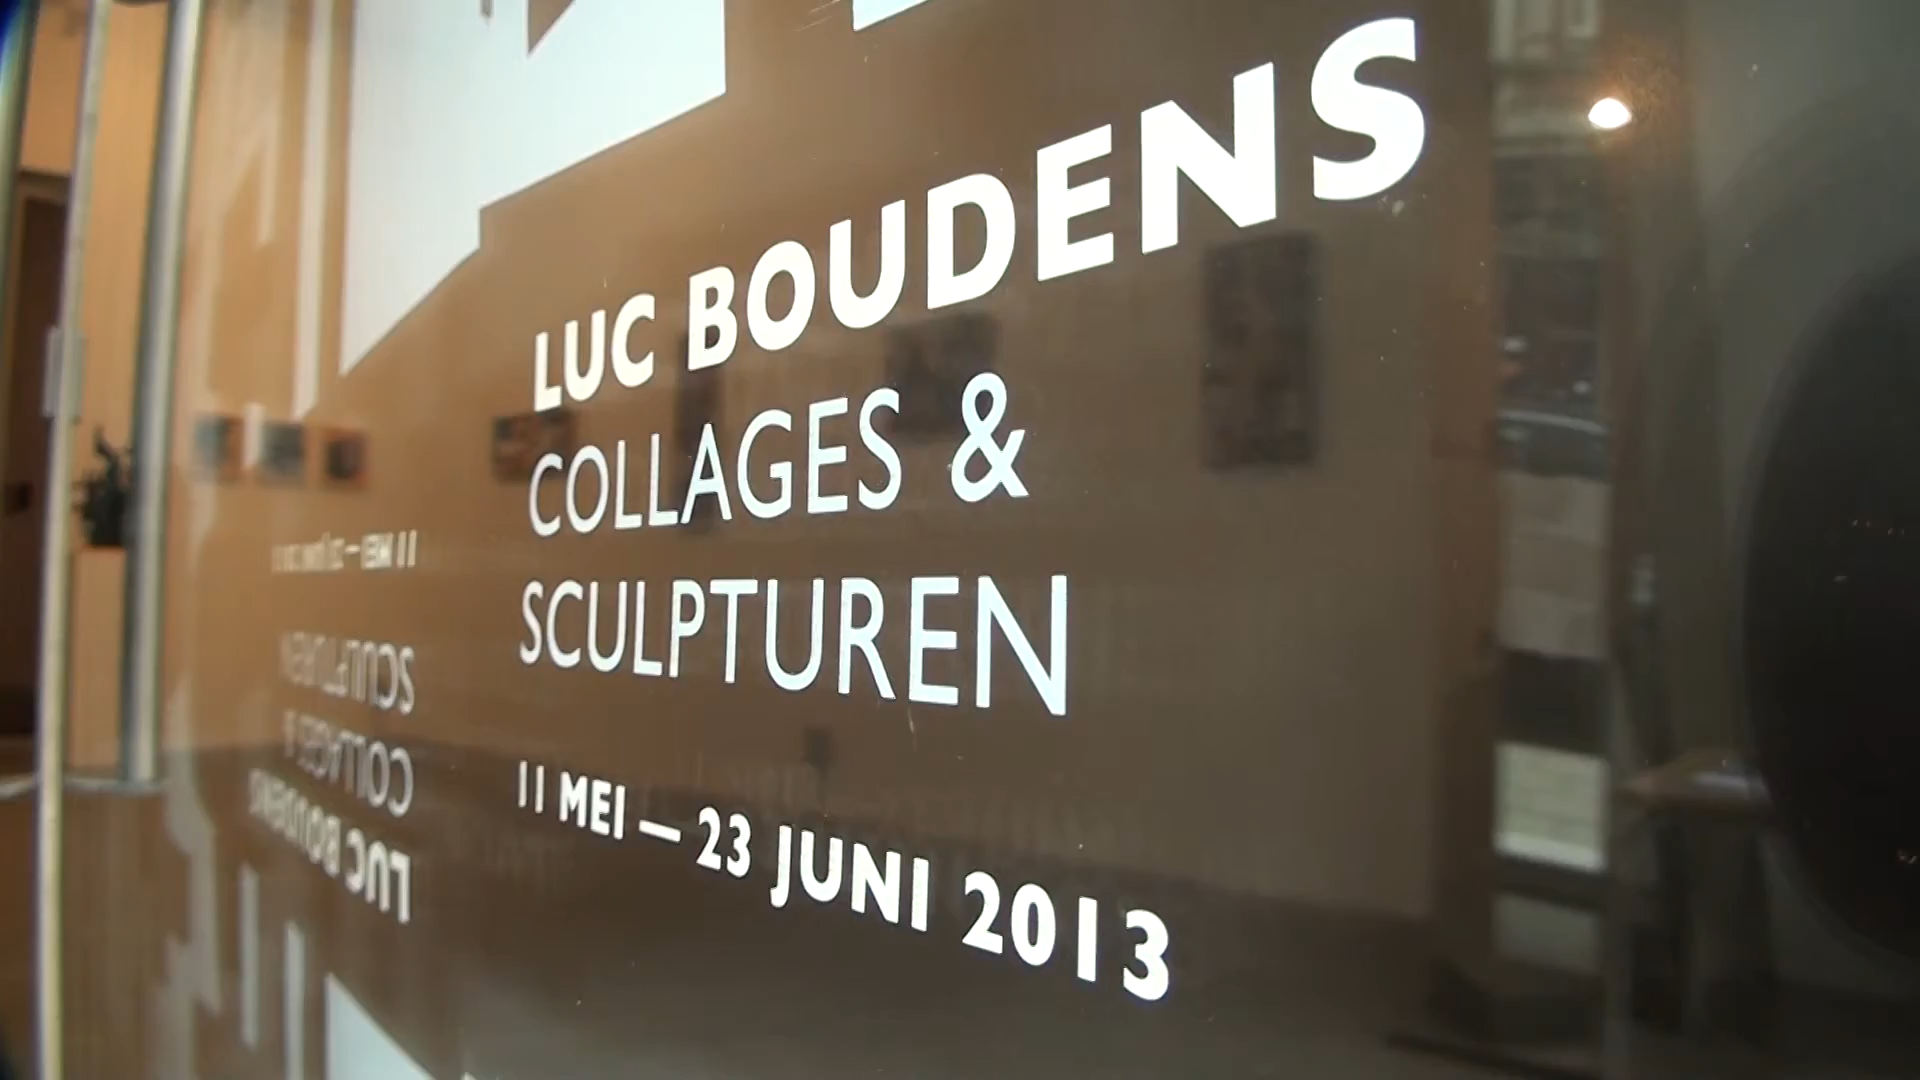 LUC BOUDENS
COLLAGES &
SCULPTUREN
11 MEI — 23 JUNI 2013